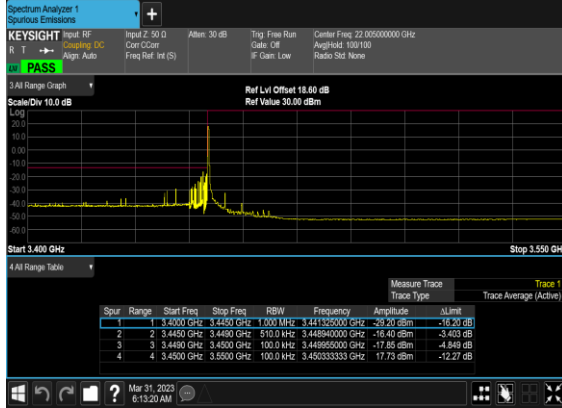 Spectrum Analyzer 1
Spurious Emissions
KEYSIGHT Input: RF Input Z: 50 Ω Atten: 30 dB Trig: Free Run Center Freq: 22.005000000 GHz
R T Coupling: DC Corr CCorr Gate: Off Avg|Hold: 100/100
Align: Auto Freq Ref: Int (S) IF Gain: Low Radio Std: None
PASS
3 All Range Graph Ref Lvl Offset 18.60 dB
Scale/Div 10.0 dB Ref Value 30.00 dBm
Log
20.0
10.0
0.00
-10.0
-20.0
-30.0
-40.0
-50.0
-60.0
Start 3.400 GHz Stop 3.550 GH
4 All Range Table
Measure Trace Trace 1
Trace Type Trace Average (Active)
Spur Range Start Freq Stop Freq RBW Frequency Amplitude ΔLimit
1 1 3.4000 GHz 3.4450 GHz 1.000 MHz 3.441325000 GHz -29.20 dBm -16.20 dB
2 2 3.4450 GHz 3.4490 GHz 510.0 kHz 3.448940000 GHz -16.40 dBm -3.403 dB
3 3 3.4490 GHz 3.4500 GHz 100.0 kHz 3.449955000 GHz -17.85 dBm -4.849 dB
4 4 3.4500 GHz 3.5500 GHz 100.0 kHz 3.450333333 GHz 17.73 dBm -12.27 dB
? Mar 31, 2023
6:13:20 AM